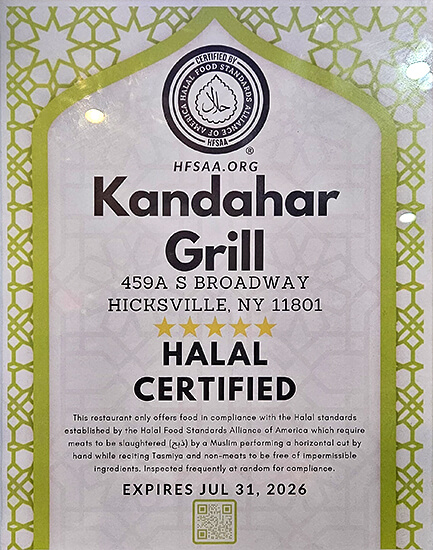 CERTIFIED BY
HALAL FOOD STANDARDS ALLIANCE OF AMERICA
حلال
HFSAA
®
HFSAA.ORG
Kandahar
Grill
459A S BROADWAY
HICKSVILLE, NY 11801
HALAL
CERTIFIED
This restaurant only offers food in compliance with the Halal standards
established by the Halal Food Standards Alliance of America which require
meats to be slaughtered (ذبح) by a Muslim performing a horizontal cut by
hand while reciting Tasmiya and non-meats to be free of impermissible
ingredients. Inspected frequently at random for compliance.
EXPIRES JUL 31, 2026